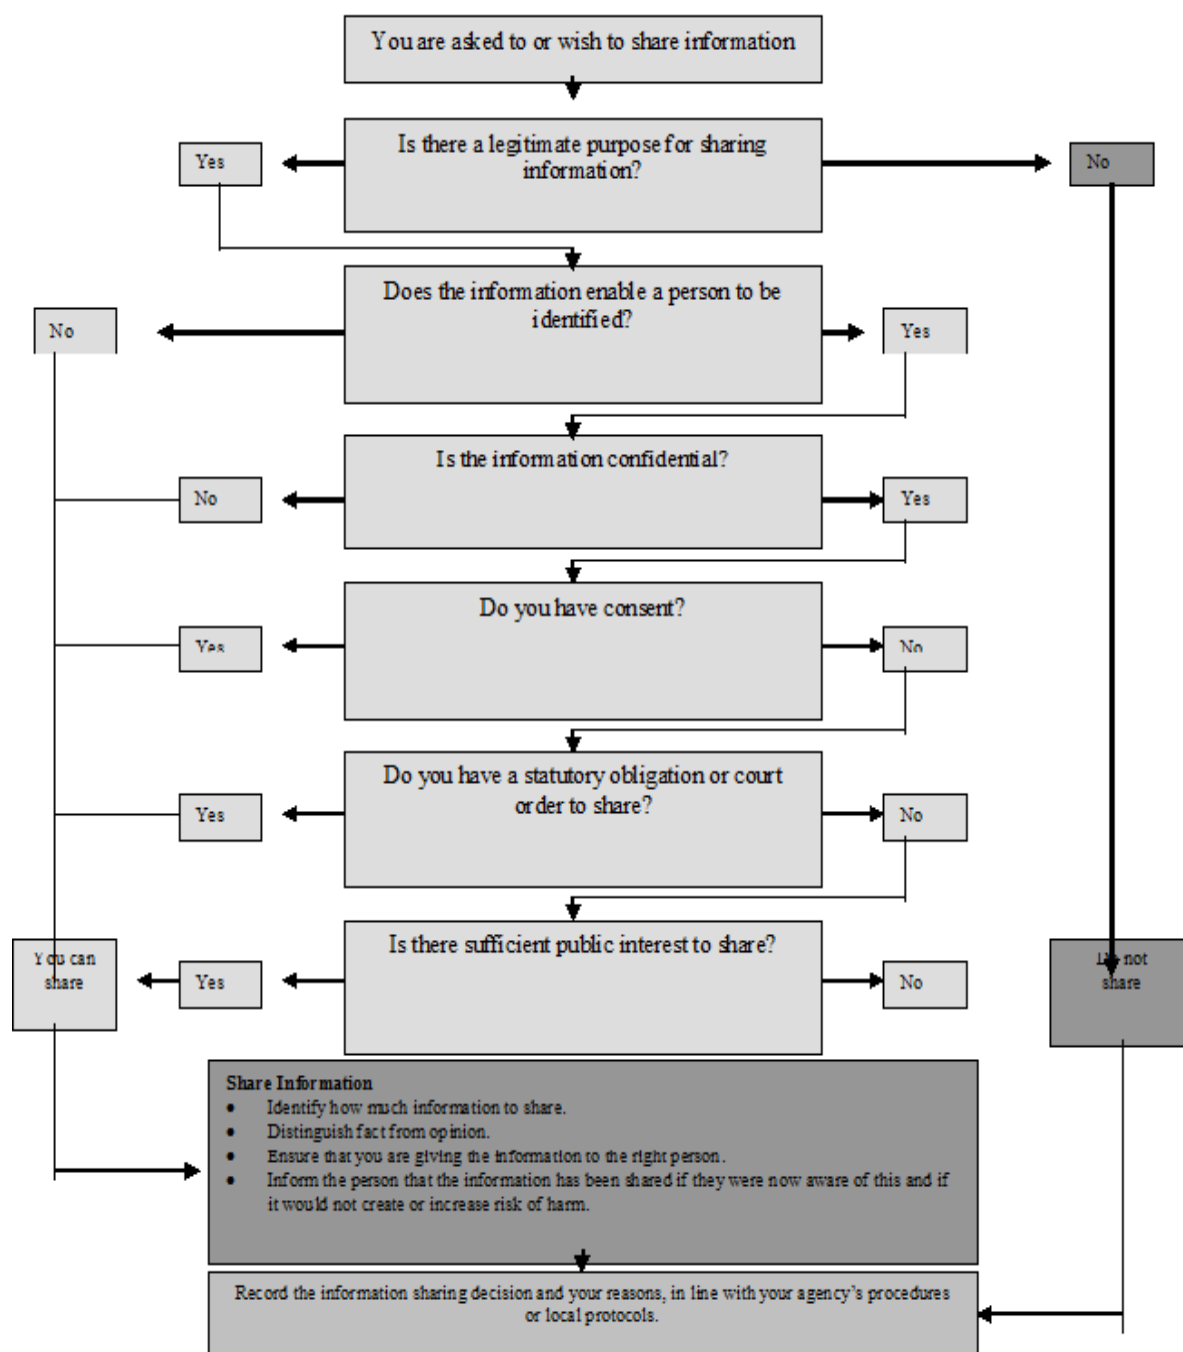 You are asked to or wish to share information
Is there a legitimate purpose for sharing
information?
Yes
No
Does the information enable a person to be
identified?
No
Yes
Is the information confidential?
No
Yes
Do you have consent?
Yes
No
Do you have a statutory obligation or court
order to share?
Yes
No
Is there sufficient public interest to share?
You can
share
Yes
No
not
share
Share Information
• Identify how much information to share.
• Distinguish fact from opinion.
• Ensure that you are giving the information to the right person.
• Inform the person that the information has been shared if they were now aware of this and if
it would not create or increase risk of harm.
Record the information sharing decision and your reasons, in line with your agency's procedures
or local protocols.